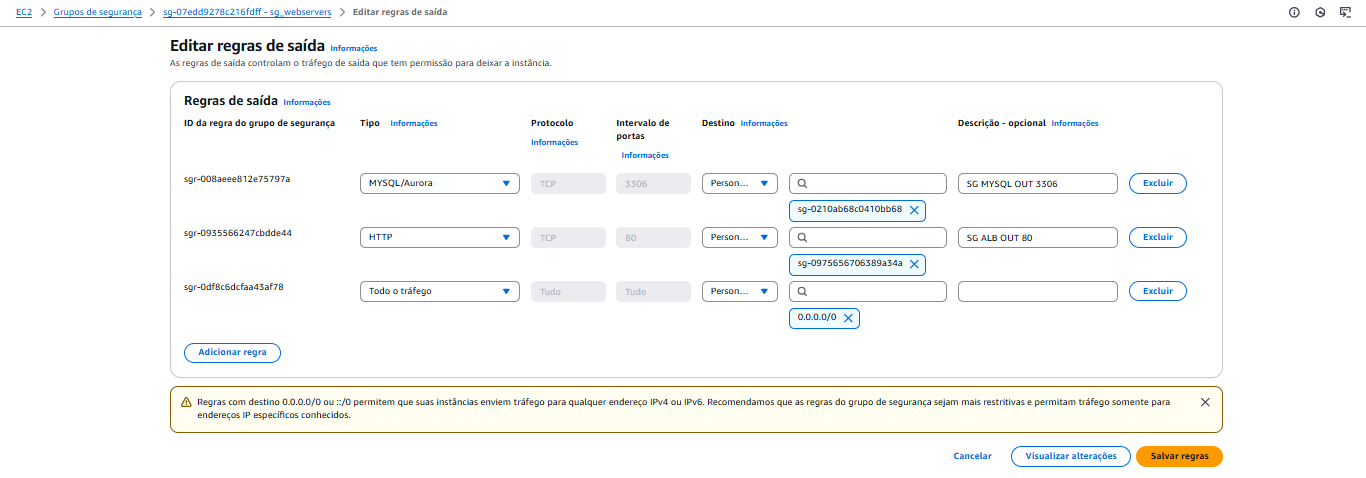 EC2 > Grupos de segurança > sg-07edd9278c216fdff - sg_webservers > Editar regras de saída
Editar regras de saída Informações
As regras de saída controlam o tráfego de saída que tem permissão para deixar a instância.
Regras de saída Informações
ID da regra do grupo de segurança Tipo Informações Protocolo Informações Intervalo de portas Informações Destino Informações Descrição - opcional Informações
sgr-008aeee812e75797a MYSQL/Aurora TCP 3306 Person... SG MYSQL OUT 3306 Excluir
sg-0210ab68c0410bb68
sgr-0935566247cbdde44 HTTP TCP 80 Person... SG ALB OUT 80 Excluir
sg-0975656706389a34a
sgr-0df8c6dcfaa43af78 Todo o tráfego Tudo Tudo Person... Excluir
0.0.0.0/0
Adicionar regra
Regras com destino 0.0.0.0/0 ou ::/0 permitem que suas instâncias enviem tráfego para qualquer endereço IPv4 ou IPv6. Recomendamos que as regras do grupo de segurança sejam mais restritivas e permitam tráfego somente para
endereços IP específicos conhecidos.
Cancelar Visualizar alterações Salvar regras